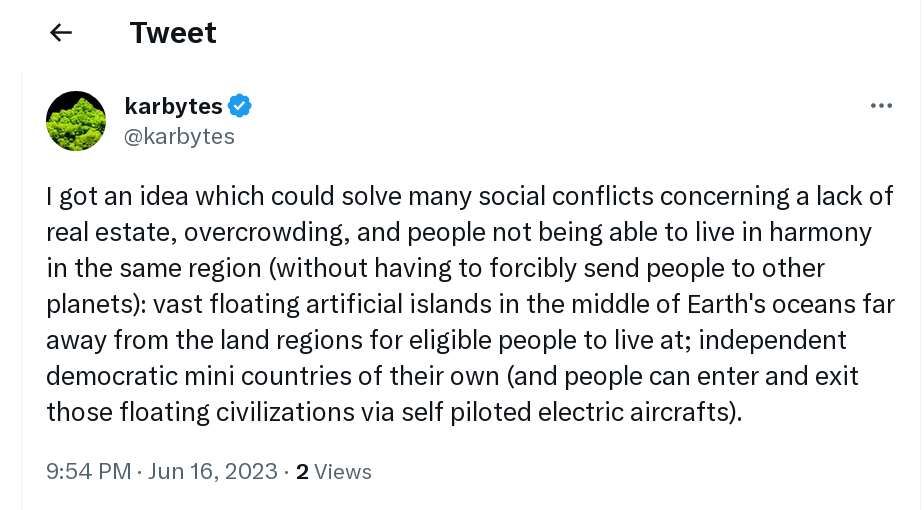 Tweet
karbytes
@karbytes
I got an idea which could solve many social conflicts concerning a lack of
real estate, overcrowding, and people not being able to live in harmony
in the same region (without having to forcibly send people to other
planets): vast floating artificial islands in the middle of Earth's oceans far
away from the land regions for eligible people to live at; independent
democratic mini countries of their own (and people can enter and exit
those floating civilizations via self piloted electric aircrafts).
9:54 PM · Jun 16, 2023 · 2 Views